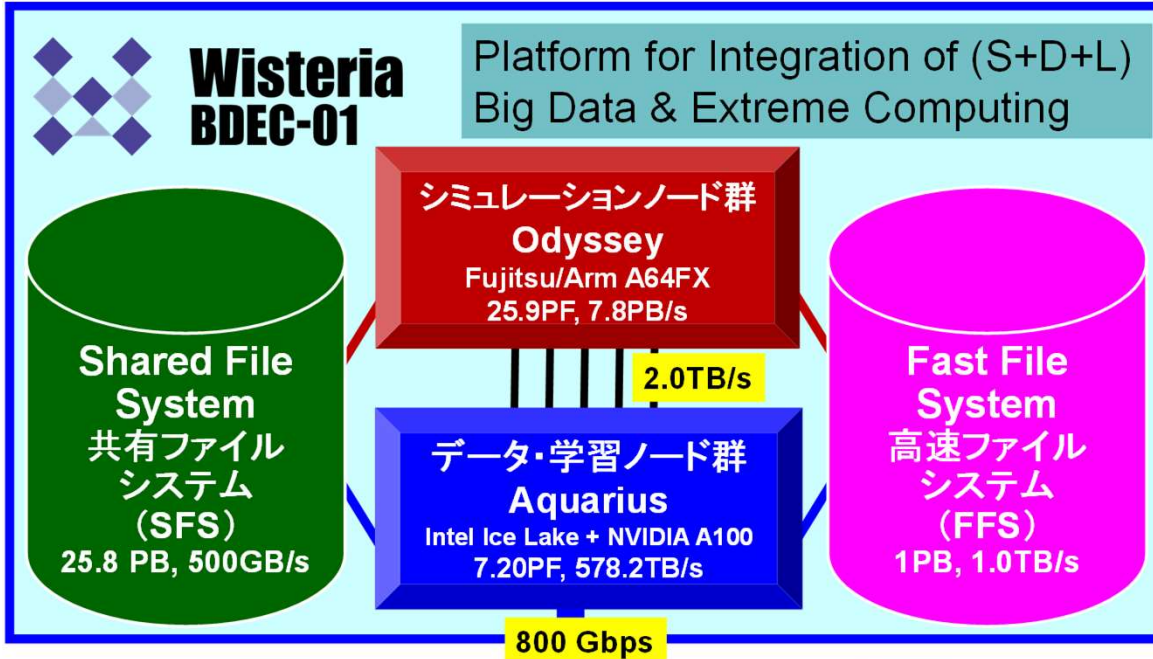 Wisteria
BDEC-01
Platform for Integration of (S+D+L)
Big Data & Extreme Computing
シミュレーションノード群
Odyssey
Fujitsu/Arm A64FX
25.9PF, 7.8PB/s
2.0TB/s
Shared File
System
共有ファイル
システム
(SFS)
25.8 PB, 500GB/s
データ・学習ノード群
Aquarius
Intel Ice Lake + NVIDIA A100
7.20PF, 578.2TB/s
Fast File
System
高速ファイル
システム
(FFS)
1PB, 1.0TB/s
800 Gbps